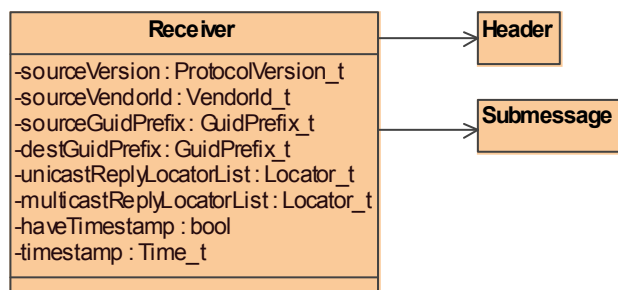 Receiver
Header
-sourceVersion : ProtocolVersion_t
-sourceVendorId : VendorId_t
-sourceGuidPrefix : GuidPrefix_t
-destGuidPrefix : GuidPrefix_t
-unicastReplyLocatorList : Locator_t
-multicastReplyLocatorList : Locator_t
-haveTimestamp : bool
-timestamp : Time_t
Submessage